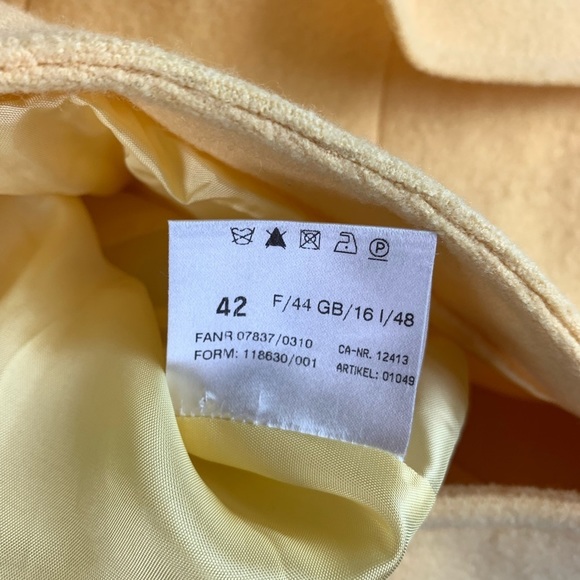 42 F/44 GB/16 I/48
FANR 07837/0310
FORM: 118630/001
CA-NR. 12413
ARTIKEL: 01049